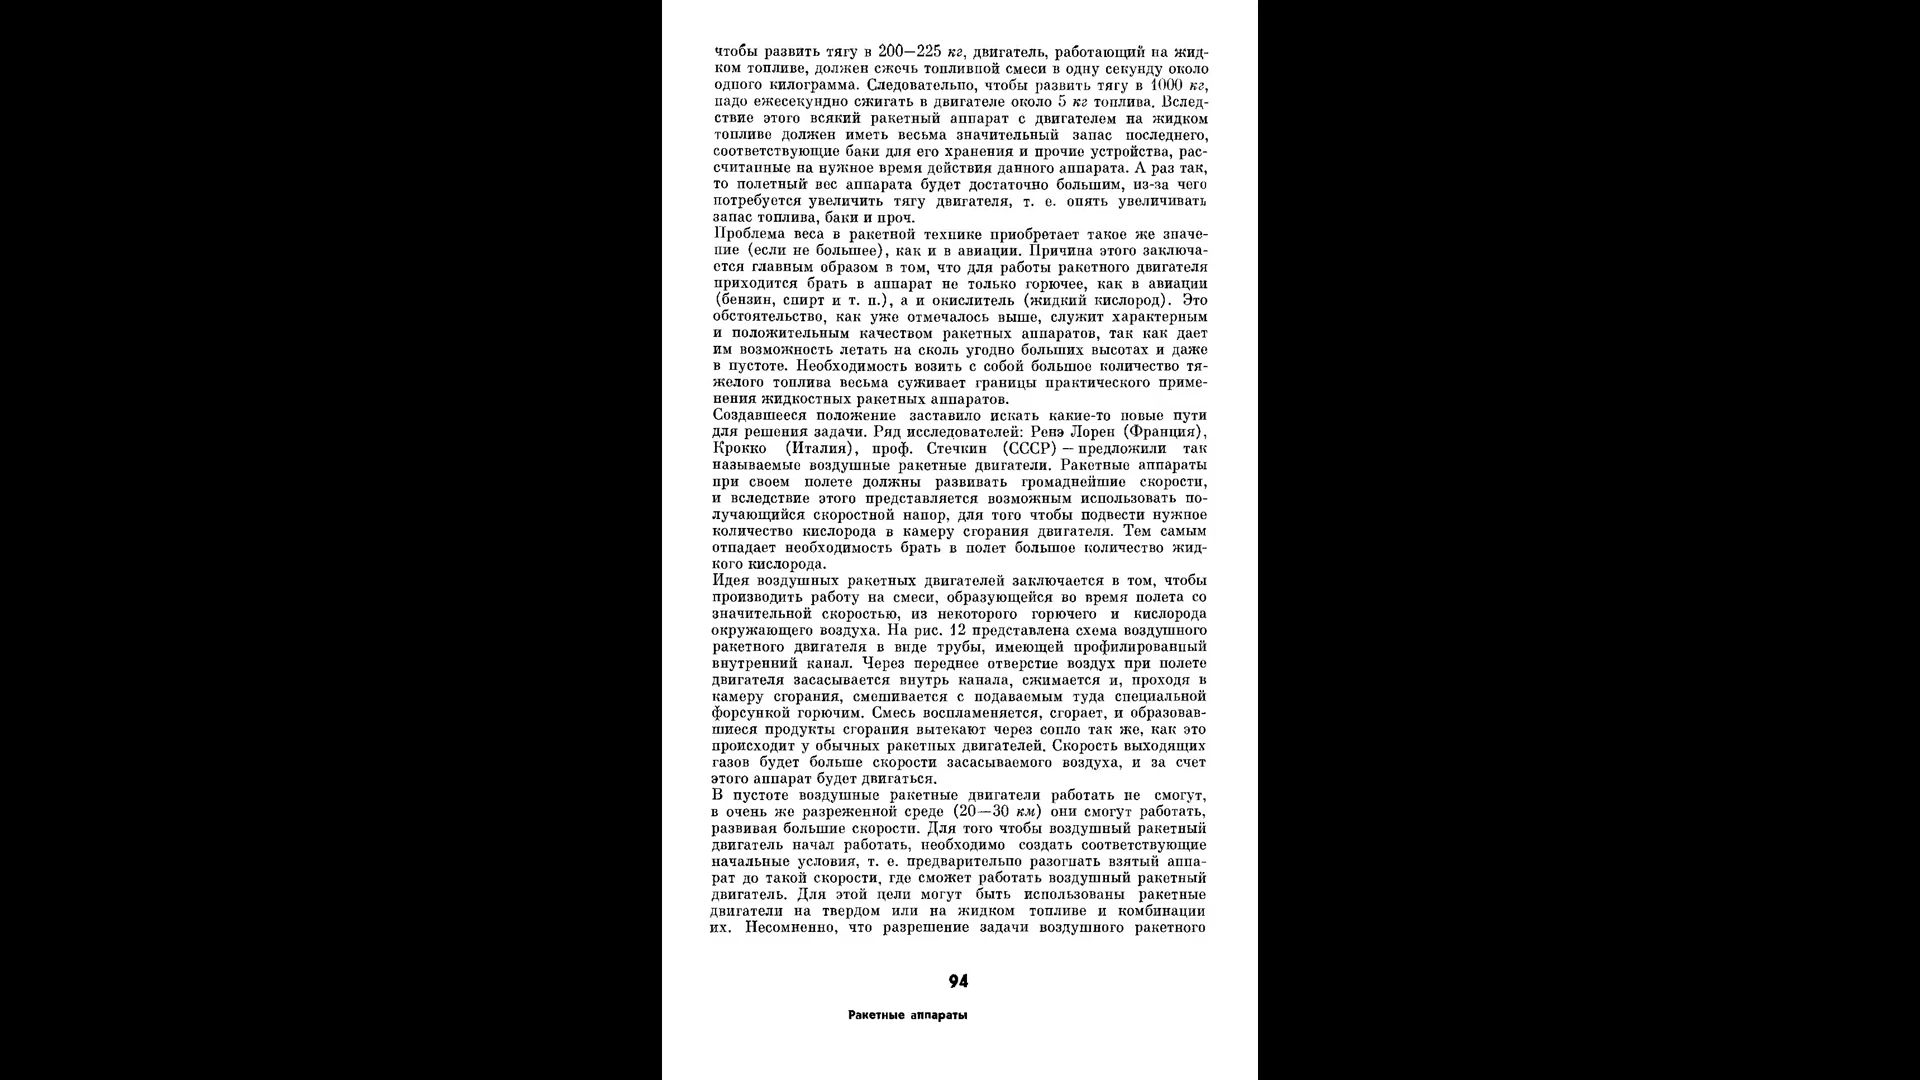 чтобы развить тягу в 200—225 кг, двигатель, работающий на жид-
ком топливе, должен сжечь топливной смеси в одну секунду около
одного килограмма. Следовательно, чтобы развить тягу в 1000 кг,
надо ежесекундно сжигать в двигателе около 5 кг топлива. Вслед-
ствие этого всякий ракетный аппарат с двигателем на жидком
топливе должен иметь весьма значительный запас последнего,
соответствующие баки для его хранения и прочие устройства, рас-
считанные на нужное время действия данного аппарата. А раз так,
то полетный вес аппарата будет достаточно большим, из-за чего
потребуется увеличить тягу двигателя, т. е. опять увеличивать
запас топлива, баки и проч.
Проблема веса в ракетной технике приобретает такое же значе-
ние (если не большее), как и в авиации. Причина этого заключа-
ется главным образом в том, что для работы ракетного двигателя
приходится брать в аппарат не только горючее, как в авиации
(бензин, спирт и т. п.), а и окислитель (жидкий кислород). Это
обстоятельство, как уже отмечалось выше, служит характерным
и положительным качеством ракетных аппаратов, так как дает
им возможность летать на сколь угодно больших высотах и даже
в пустоте. Необходимость возить с собой большое количество тя-
желого топлива весьма суживает границы практического приме-
нения жидкостных ракетных аппаратов.
Создавшееся положение заставило искать какие-то новые пути
для решения задачи. Ряд исследователей: Ренэ Лорен (Франция),
Крокко (Италия), проф. Стечкин (СССР) — предложили так
называемые воздушные ракетные двигатели. Ракетные аппараты
при своем полете должны развивать громаднейшие скорости,
и вследствие этого представляется возможным использовать по-
лучающийся скоростной напор, для того чтобы подвести нужное
количество кислорода в камеру сгорания двигателя. Тем самым
отпадает необходимость брать в полет большое количество жид-
кого кислорода.
Идея воздушных ракетных двигателей заключается в том, чтобы
производить работу на смеси, образующейся во время полета со
значительной скоростью, из некоторого горючего и кислорода
окружающего воздуха. На рис. 12 представлена схема воздушного
ракетного двигателя в виде трубы, имеющей профилированный
внутренний канал. Через переднее отверстие воздух при полете
двигателя засасывается внутрь канала, сжимается и, проходя в
камеру сгорания, смешивается с подаваемым туда специальной
форсункой горючим. Смесь воспламеняется, сгорает, и образовав-
шиеся продукты сгорания вытекают через сопло так же, как это
происходит у обычных ракетных двигателей. Скорость выходящих
газов будет больше скорости засасываемого воздуха, и за счет
этого аппарат будет двигаться.
В пустоте воздушные ракетные двигатели работать не смогут,
в очень же разреженной среде (20—30 км) они смогут работать,
развивая большие скорости. Для того чтобы воздушный ракетный
двигатель начал работать, необходимо создать соответствующие
начальные условия, т. е. предварительно разогнать взятый аппа-
рат до такой скорости, где сможет работать воздушный ракетный
двигатель. Для этой цели могут быть использованы ракетные
двигатели на твердом или на жидком топливе и комбинации
их. Несомненно, что разрешение задачи воздушного ракетного
94
Ракетные аппараты